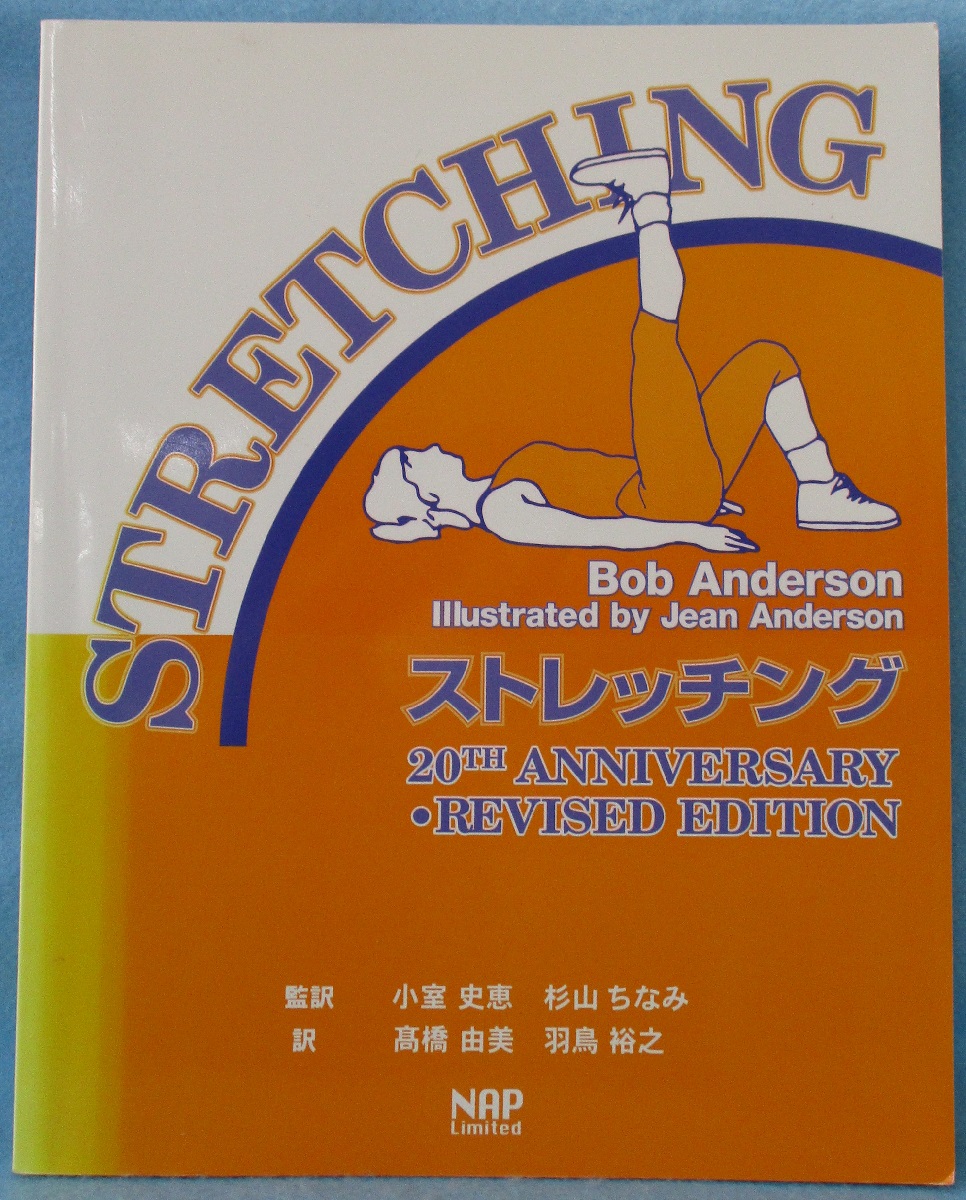 STRETCHING
Bob Anderson
Illustrated by Jean Anderson
ストレッチング
20TH ANNIVERSARY
•REVISED EDITION
監訳 小室 史恵 杉山 ちなみ
訳 髙橋 由美 羽鳥 裕之
NAP
Limited